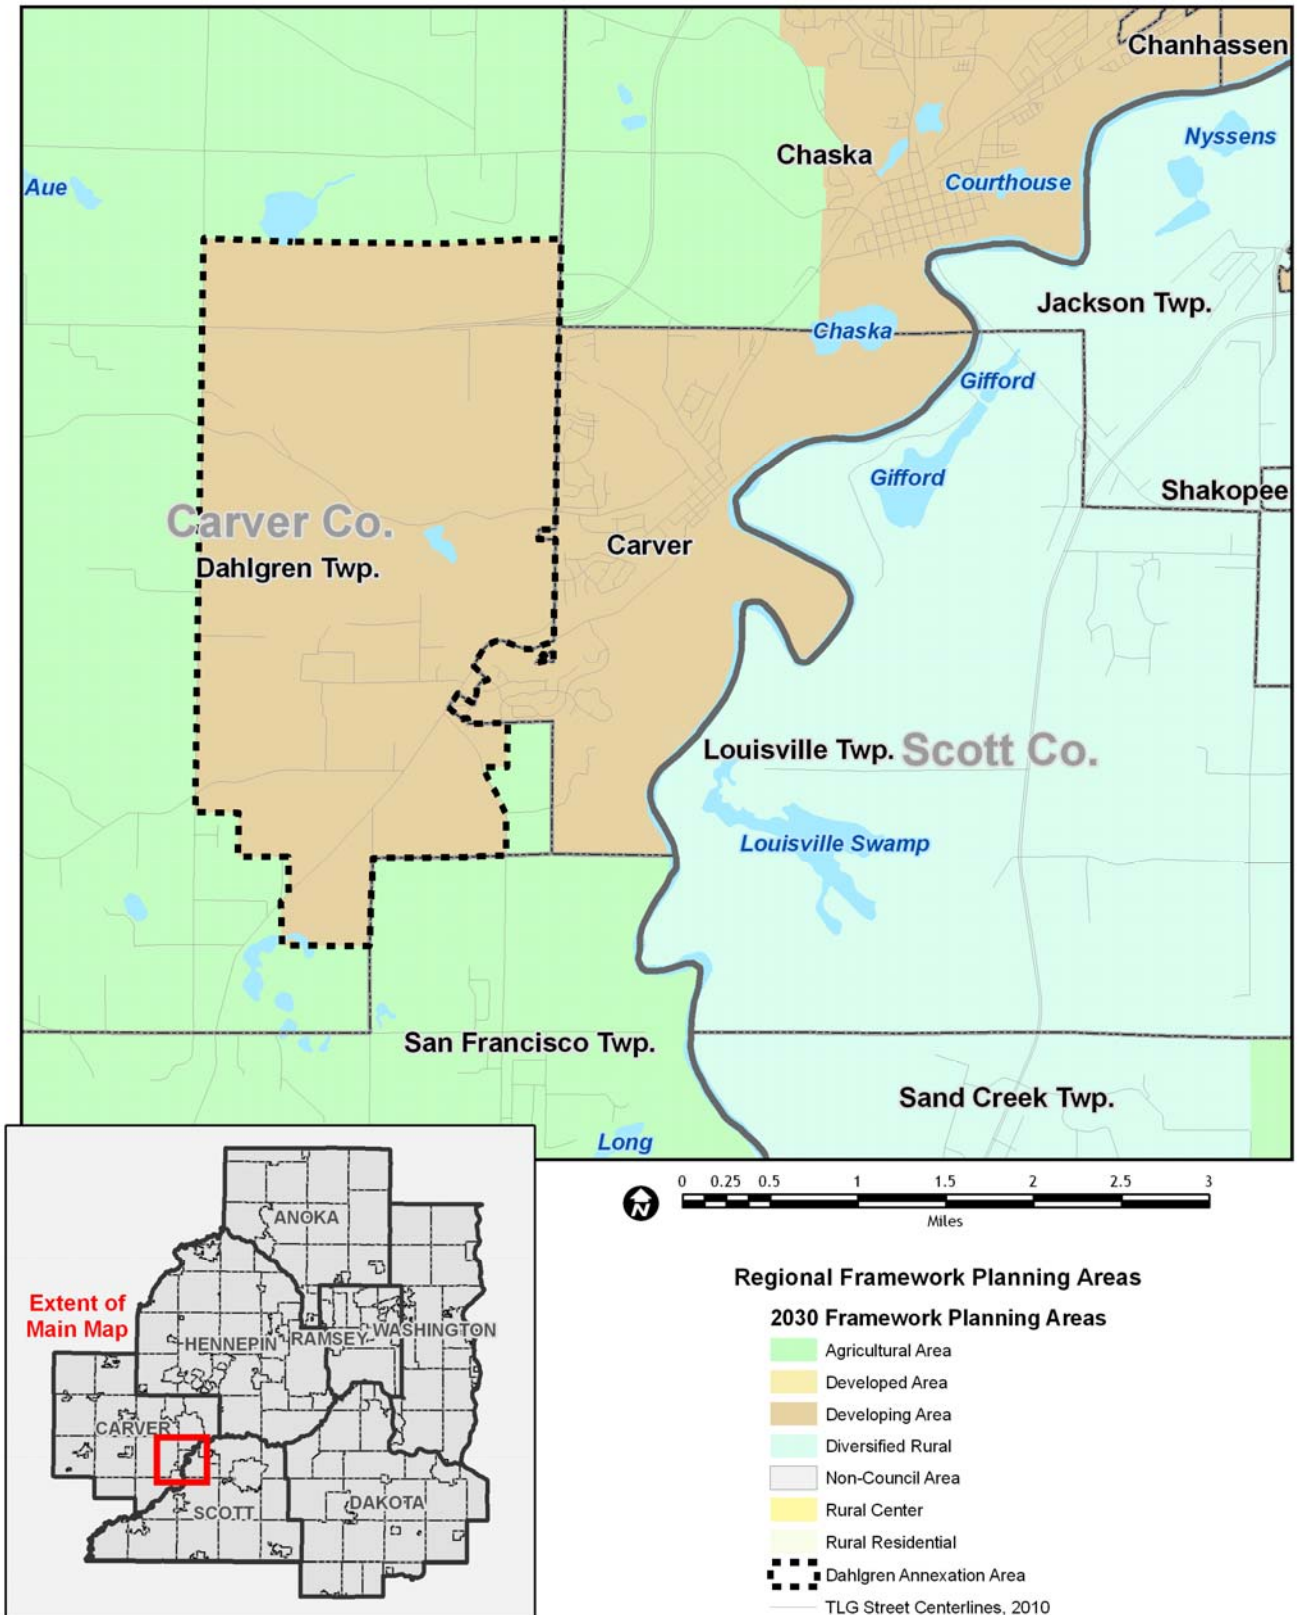 Chanhassen
Nyssens
Chaska
Aue
Courthouse
Jackson Twp.
Chaska
Gifford
Gifford
Shakopee
Carver Co.
Carver
Dahlgren Twp.
Louisville Twp.
Scott Co.
Louisville Swamp
San Francisco Twp.
Sand Creek Twp.
Long
ANOKA
Extent of
Main Map
HENNEPIN
RAMSEY
WASHINGTON
CARVER
SCOTT
DAKOTA
N
0 0.25 0.5 1 1.5 2 2.5 3
Miles
Regional Framework Planning Areas
2030 Framework Planning Areas
Agricultural Area
Developed Area
Developing Area
Diversified Rural
Non-Council Area
Rural Center
Rural Residential
Dahlgren Annexation Area
TLG Street Centerlines, 2010